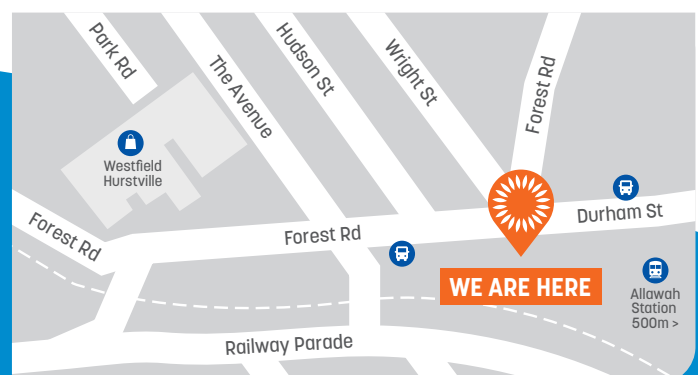 Park Rd
The Avenue
Hudson St
Wright St
Forest Rd
Westfield
Hurstville
Forest Rd
Forest Rd
Durham St
WE ARE HERE
Allawah
Station
500m >
Railway Parade